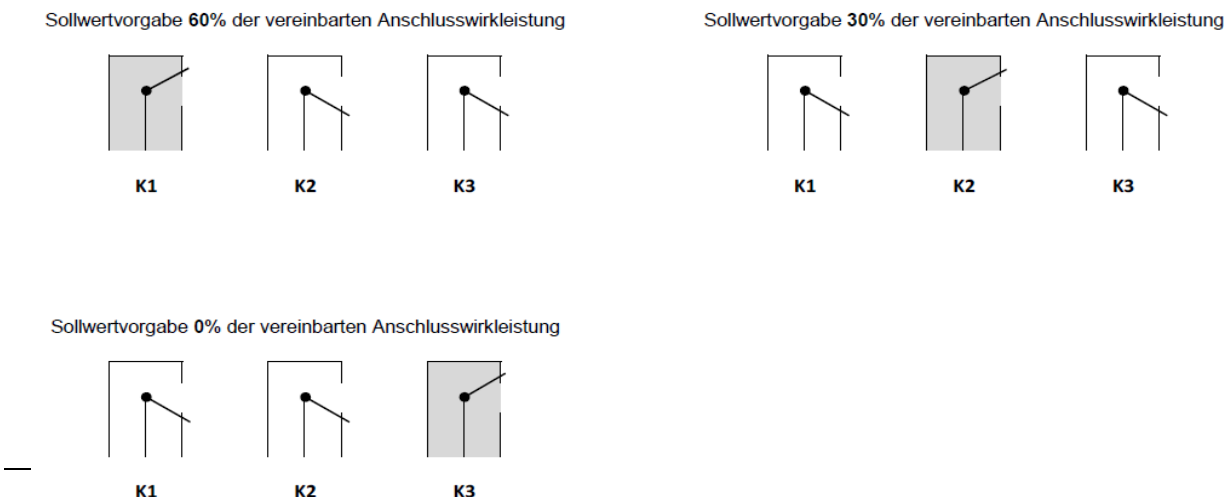 Sollwertvorgabe 60% der vereinbarten Anschlusswirkleistung
K1 K2 K3
Sollwertvorgabe 30% der vereinbarten Anschlusswirkleistung
K1 K2 K3
Sollwertvorgabe 0% der vereinbarten Anschlusswirkleistung
K1 K2 K3